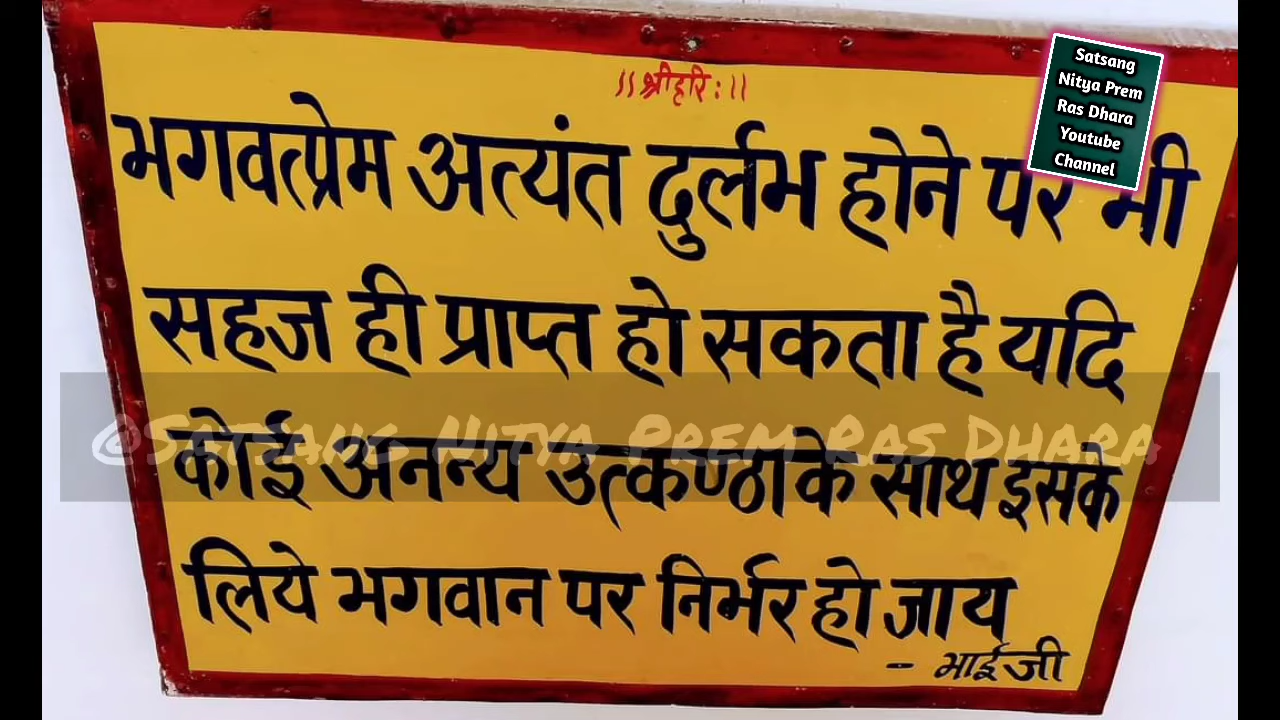 ।।श्रीहरि:।।
Satsang
Nitya Prem
Ras Dhara
Youtube
Channel
भगवत्प्रेम अत्यंत दुर्लभ होने पर भी
सहज ही प्राप्त हो सकता है यदि
@Satsang Nitya Prem Ras Dhara
कोई अनन्य उत्कण्ठा के साथ इसके
लिये भगवान पर निर्भर हो जाय
- भाईजी